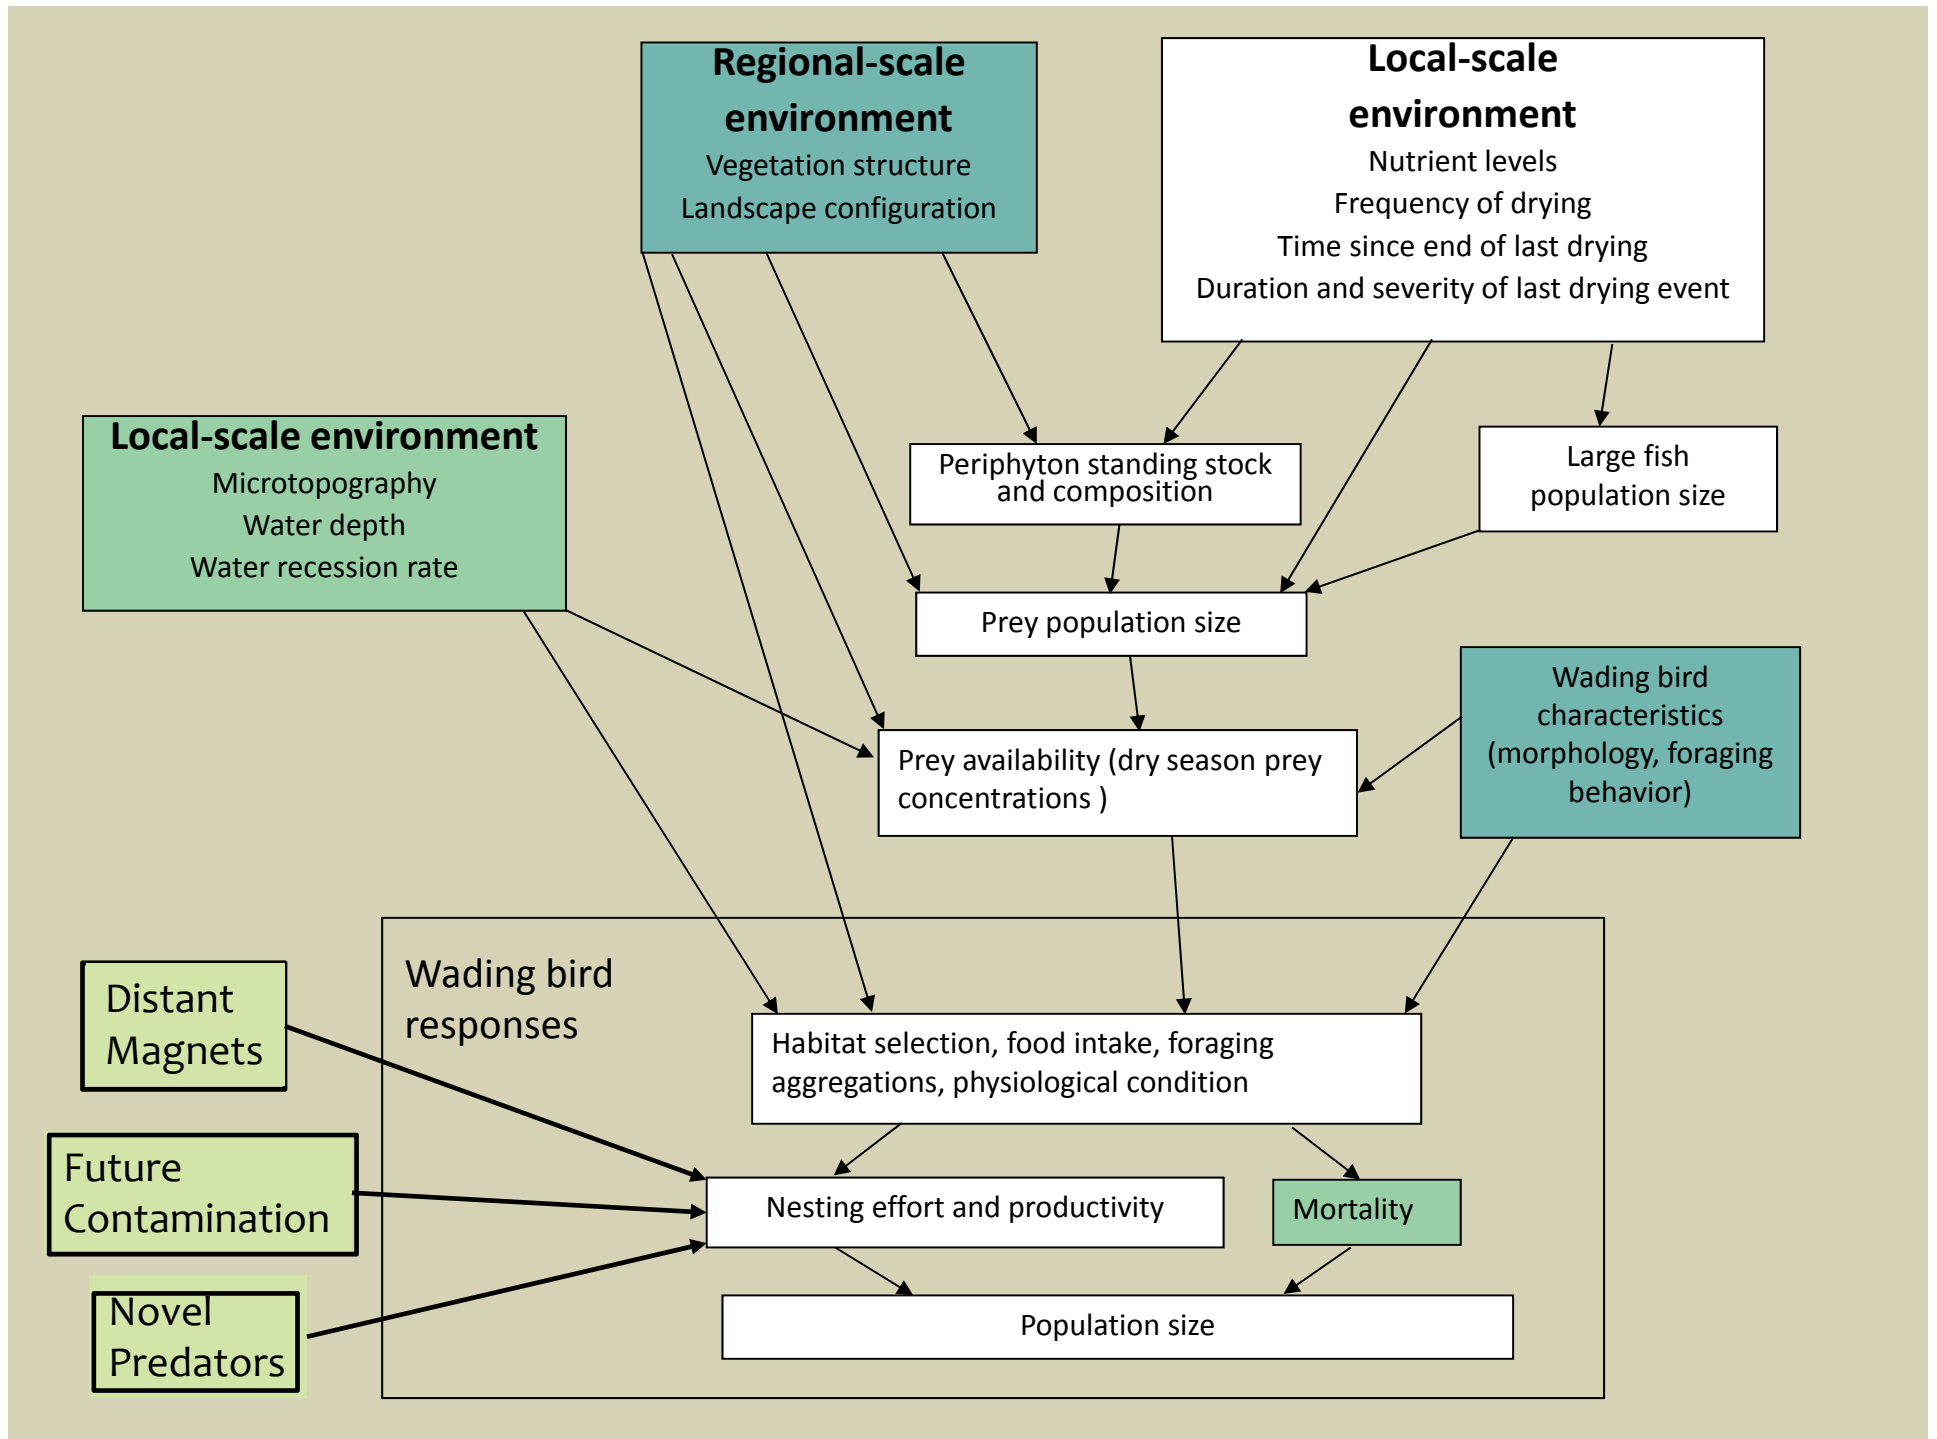 Regional-scale
environment
Vegetation structure
Landscape configuration
Local-scale
environment
Nutrient levels
Frequency of drying
Time since end of last drying
Duration and severity of last drying event
Local-scale environment
Microtopography
Water depth
Water recession rate
Periphyton standing stock
and composition
Large fish
population size
Prey population size
Wading bird
characteristics
(morphology, foraging
behavior)
Prey availability (dry season prey
concentrations )
Wading bird
responses
Distant
Magnets
Habitat selection, food intake, foraging
aggregations, physiological condition
Future
Contamination
Nesting effort and productivity
Mortality
Novel
Predators
Population size